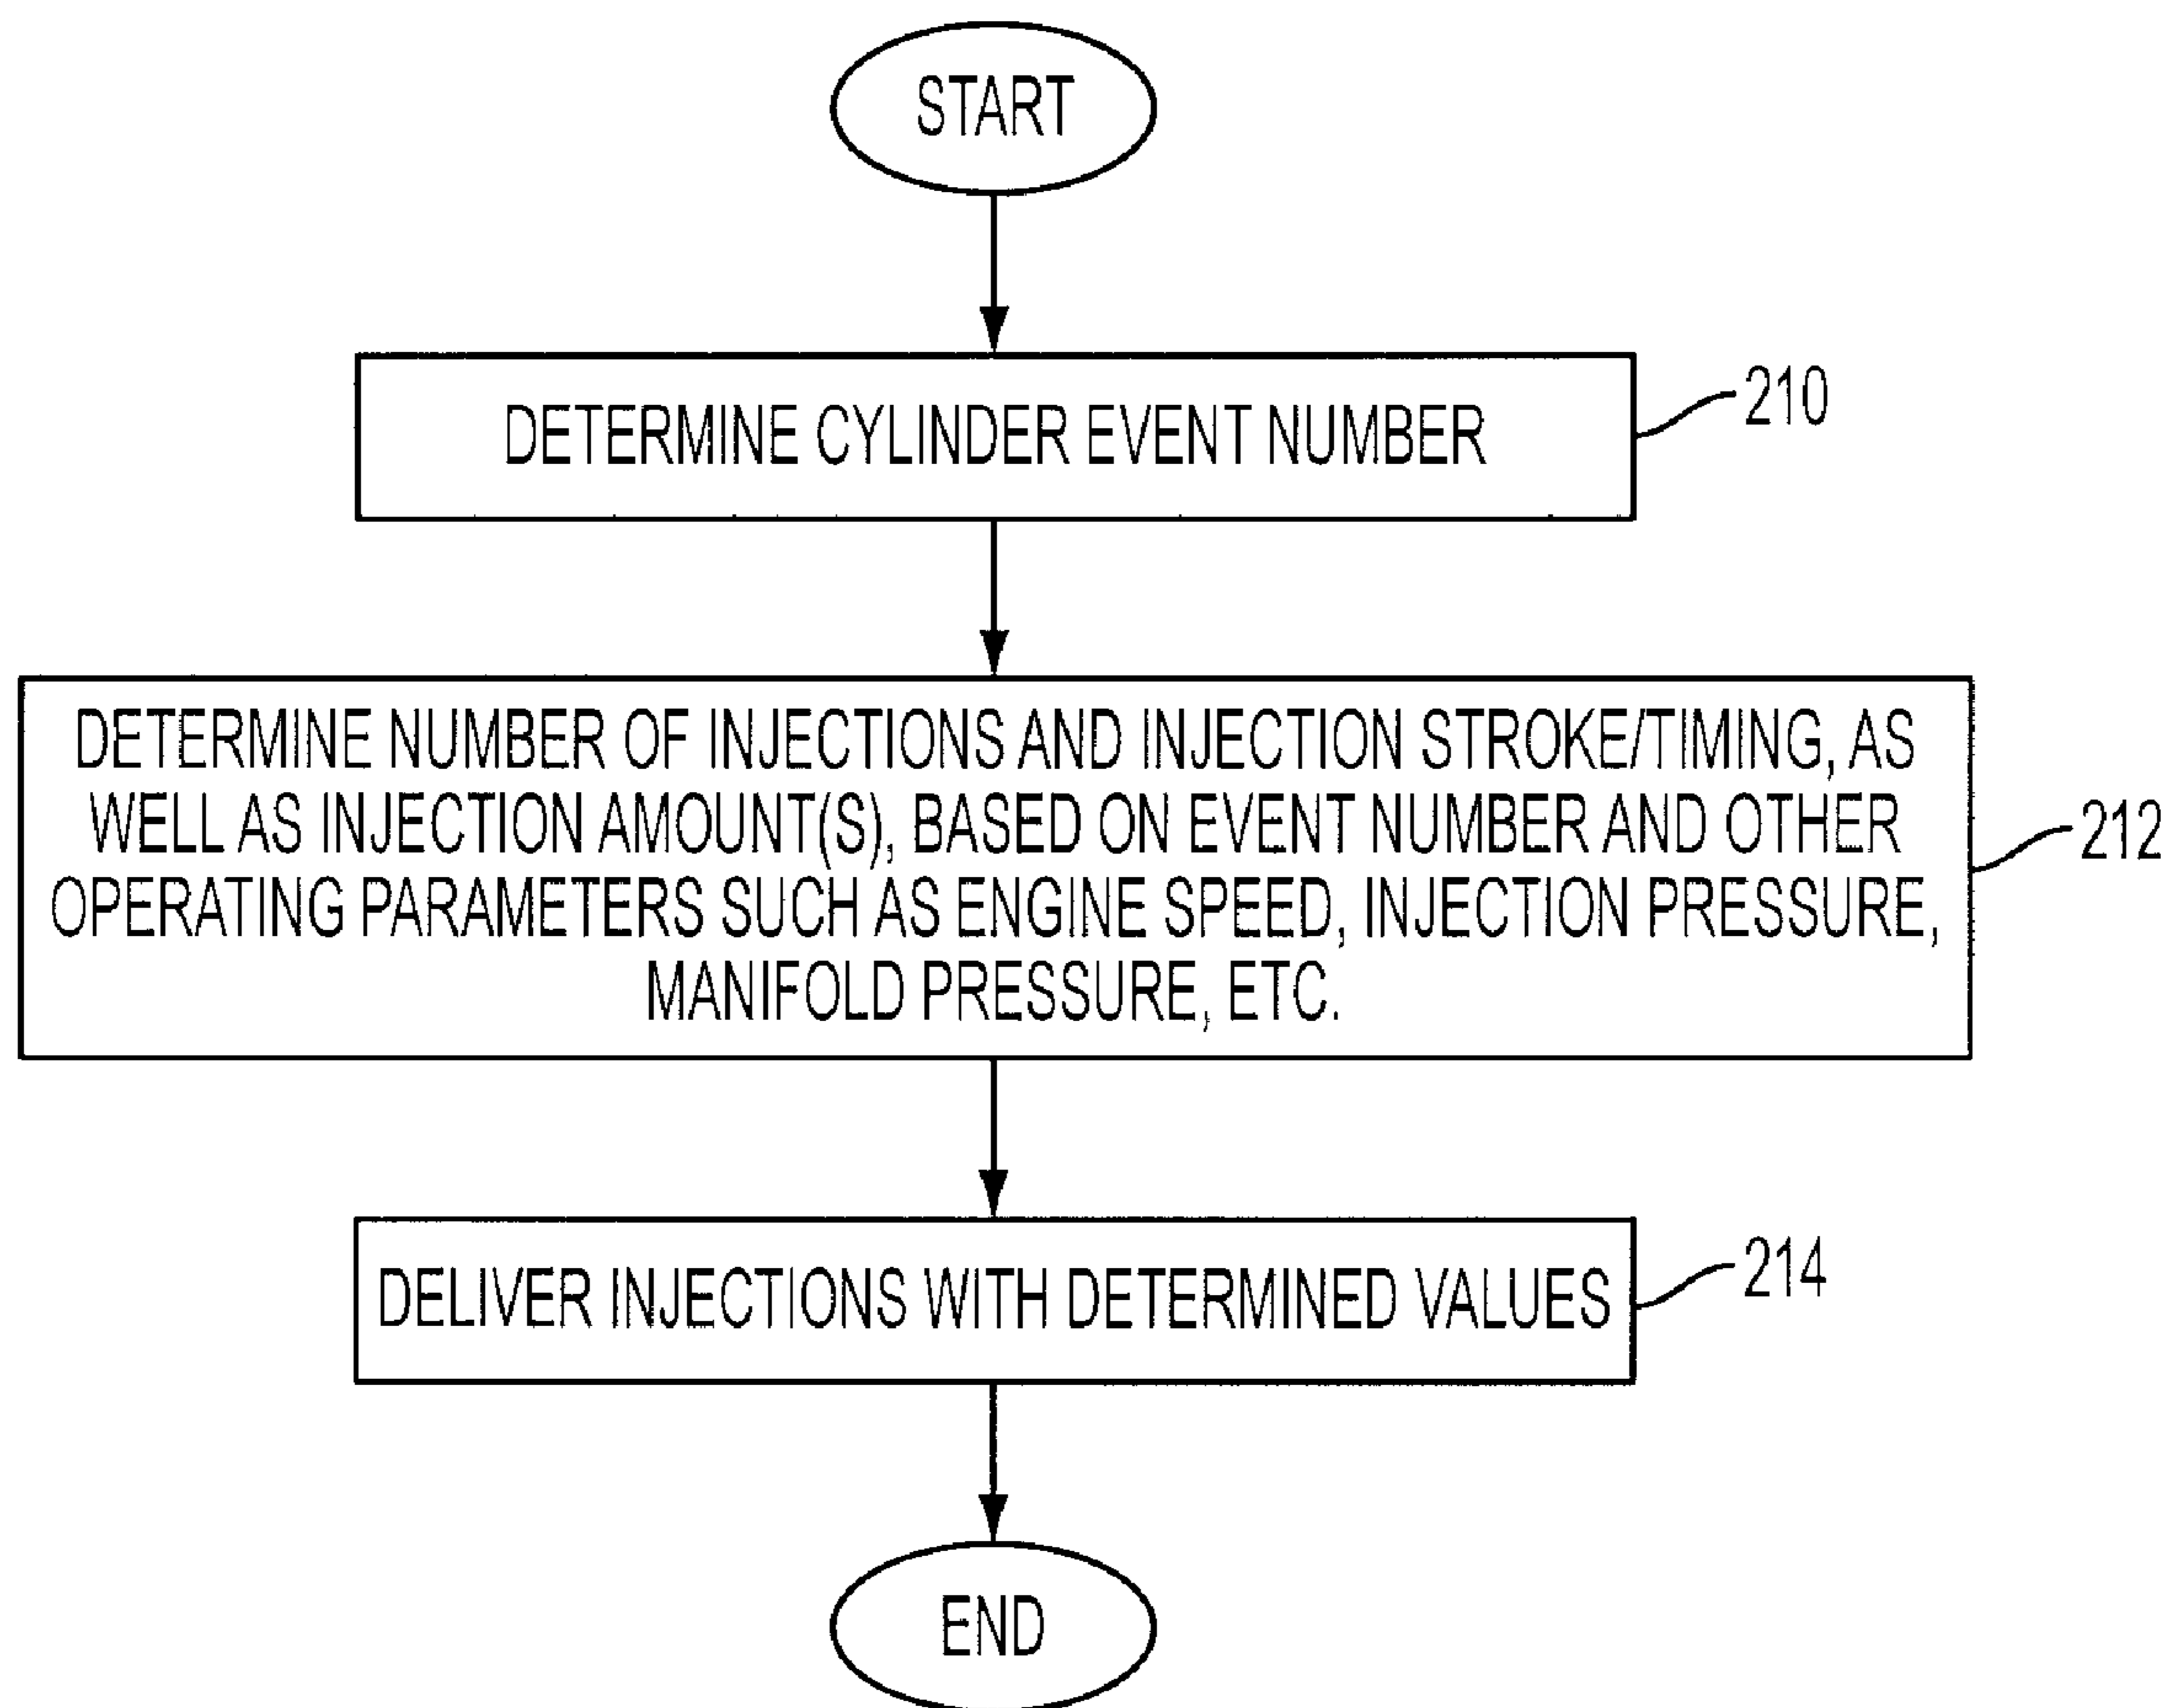 START
DETERMINE CYLINDER EVENT NUMBER
210
DETERMINE NUMBER OF INJECTIONS AND INJECTION STROKE/TIMING, AS
WELL AS INJECTION AMOUNT(S), BASED ON EVENT NUMBER AND OTHER
OPERATING PARAMETERS SUCH AS ENGINE SPEED, INJECTION PRESSURE,
MANIFOLD PRESSURE, ETC.
212
DELIVER INJECTIONS WITH DETERMINED VALUES
214
END